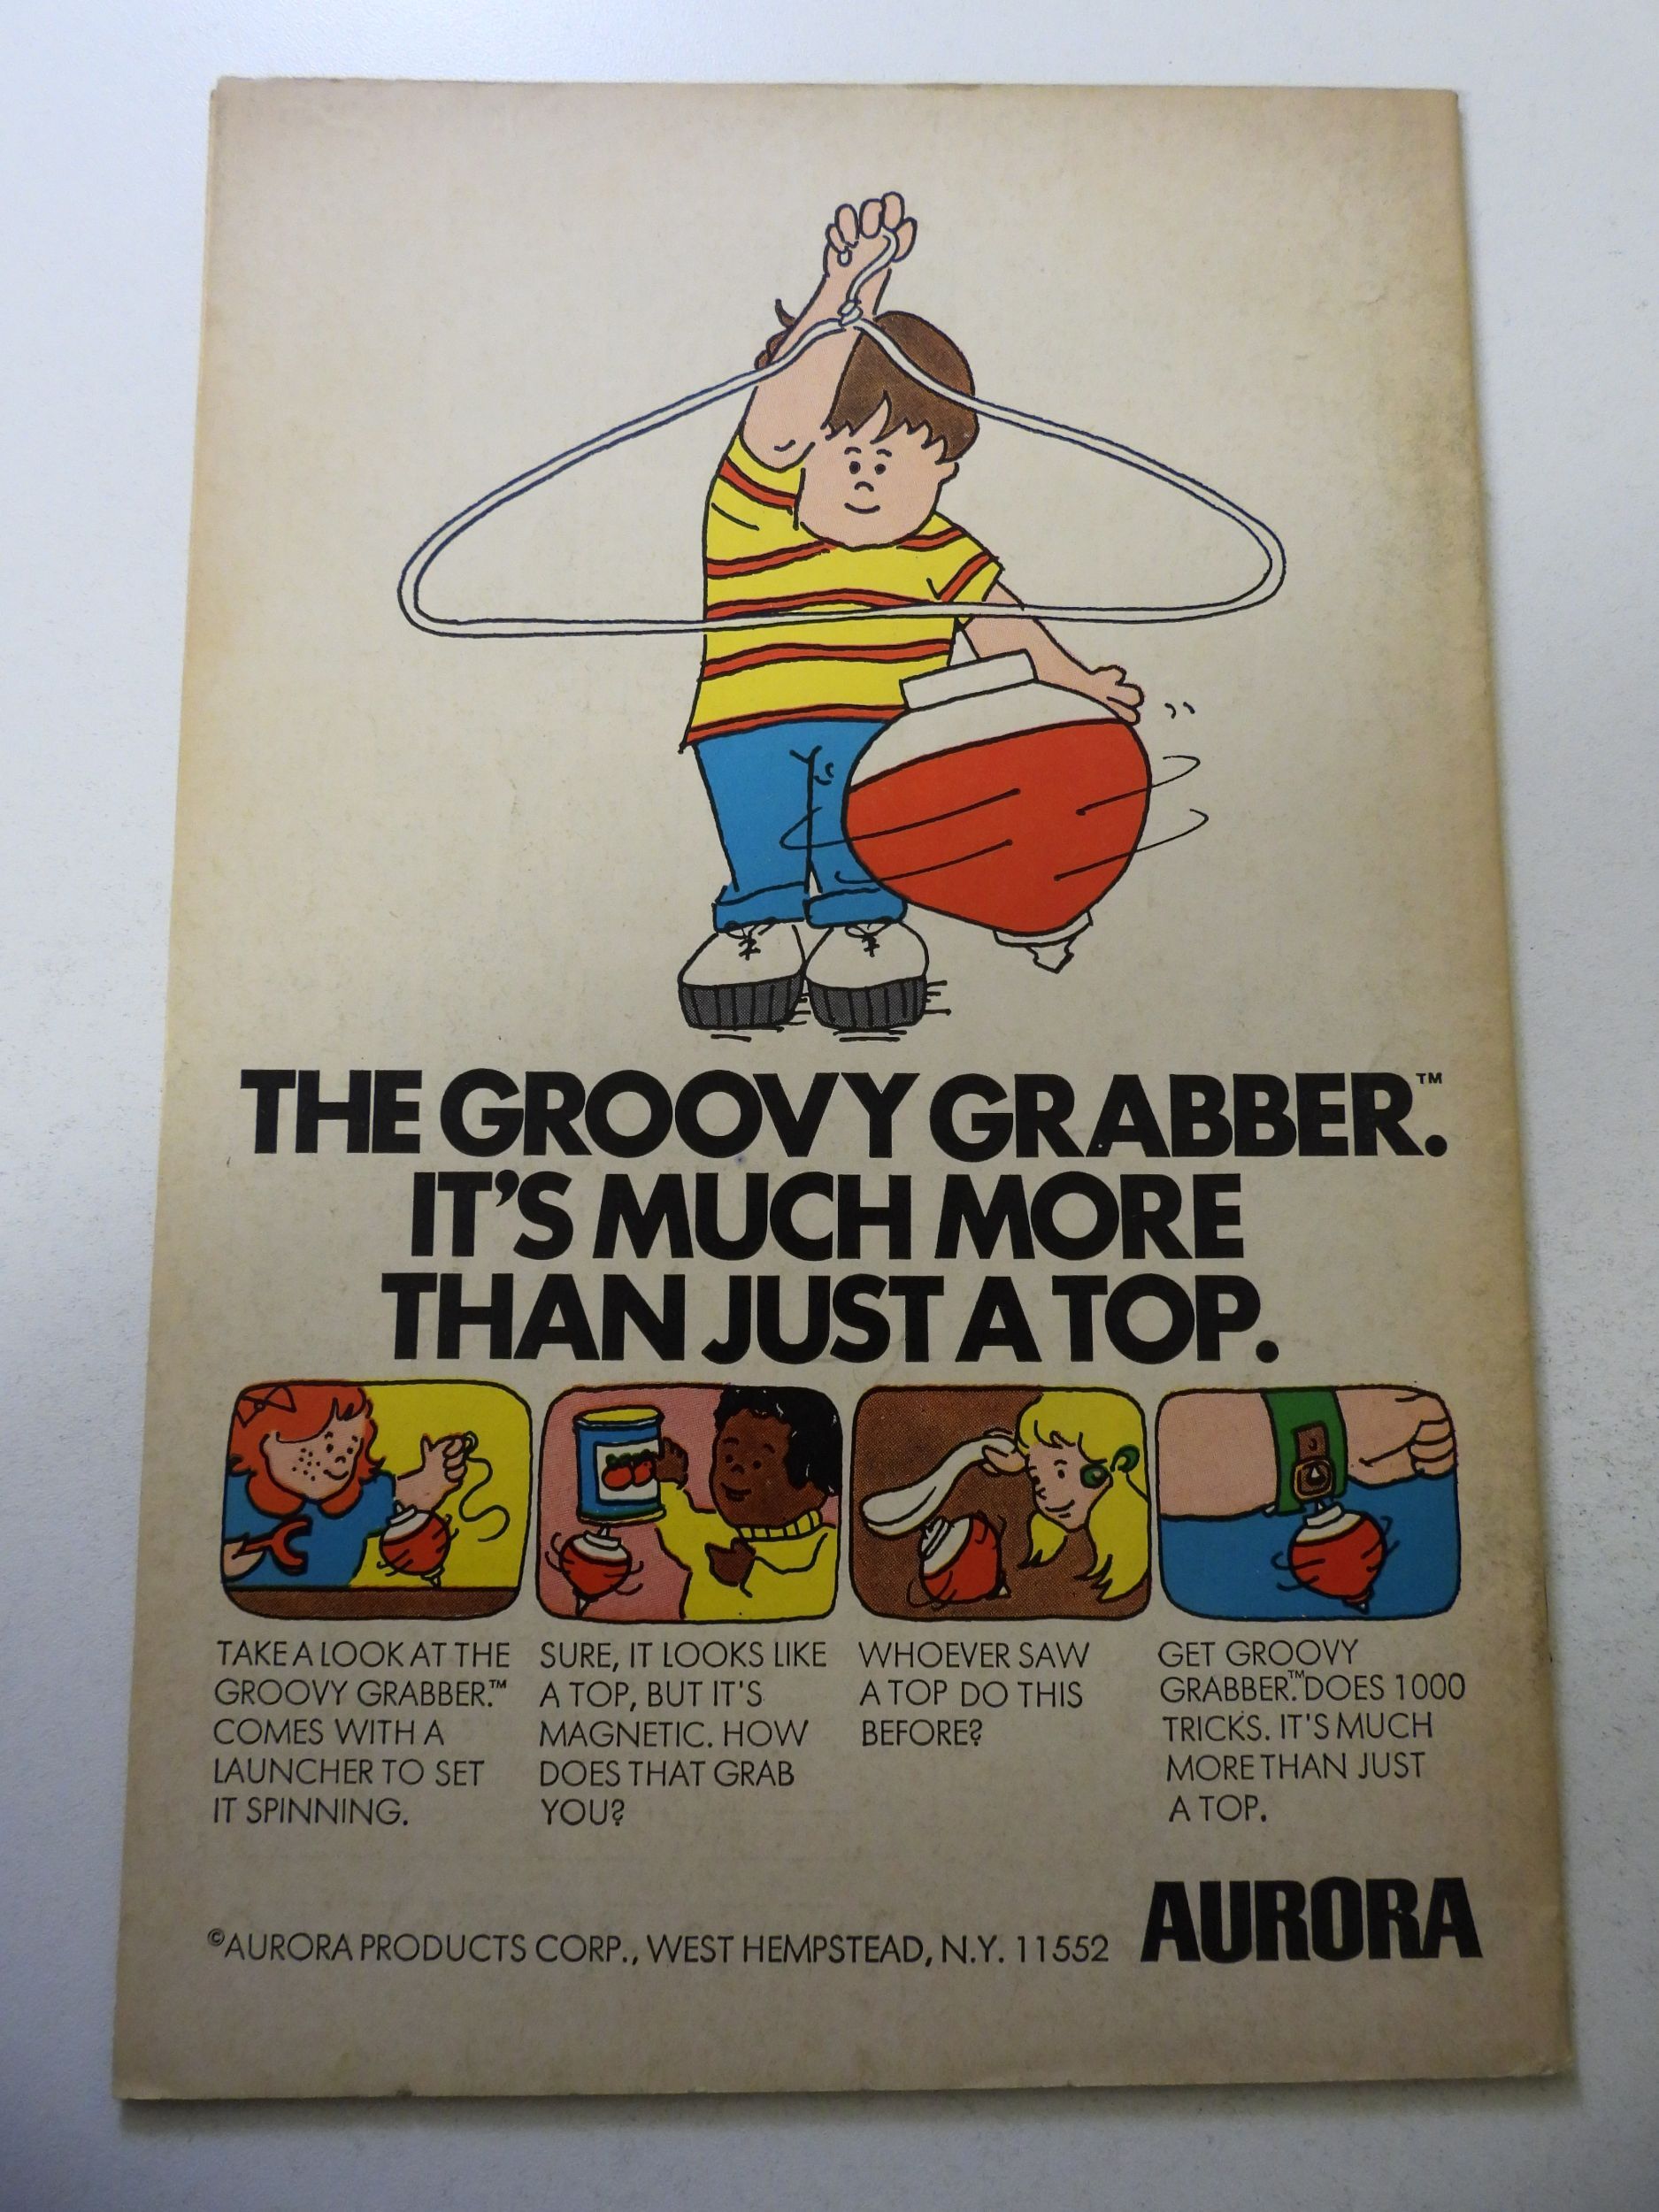 THE GROOVY GRABBER.™
IT'S MUCH MORE
THAN JUST A TOP.
TAKE A LOOK AT THE
GROOVY GRABBER.™
COMES WITH A
LAUNCHER TO SET
IT SPINNING.
SURE, IT LOOKS LIKE
A TOP, BUT IT'S
MAGNETIC. HOW
DOES THAT GRAB
YOU?
WHOEVER SAW
A TOP DO THIS
BEFORE?
GET GROOVY
GRABBER.™ DOES 1000
TRICKS. IT'S MUCH
MORE THAN JUST
A TOP.
©AURORA PRODUCTS CORP., WEST HEMPSTEAD, N.Y. 11552
AURORA